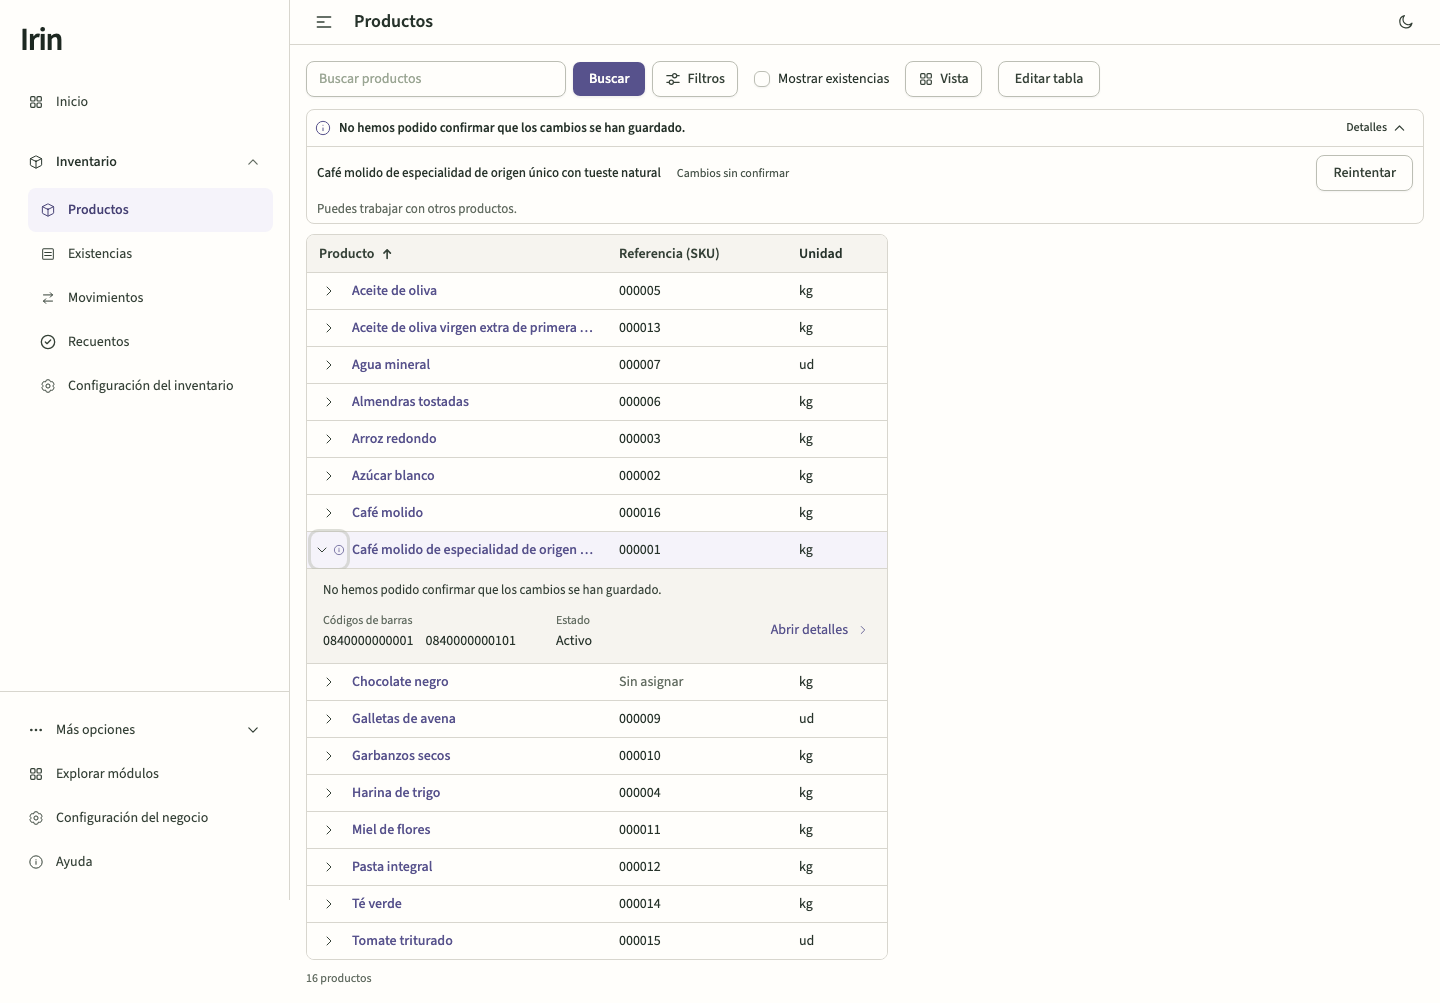 Irin
Productos
Inicio
Inventario
Productos
Existencias
Movimientos
Recuentos
Configuración del inventario
Más opciones
Explorar módulos
Configuración del negocio
Ayuda
Buscar productos Buscar Filtros Mostrar existencias Vista Editar tabla
No hemos podido confirmar que los cambios se han guardado. Detalles
Café molido de especialidad de origen único con tueste natural Cambios sin confirmar Reintentar
Puedes trabajar con otros productos.
Producto Referencia (SKU) Unidad
Aceite de oliva 000005 kg
Aceite de oliva virgen extra de primera ... 000013 kg
Agua mineral 000007 ud
Almendras tostadas 000006 kg
Arroz redondo 000003 kg
Azúcar blanco 000002 kg
Café molido 000016 kg
Café molido de especialidad de origen ... 000001 kg
No hemos podido confirmar que los cambios se han guardado.
Códigos de barras Estado
0840000000001 0840000000101 Activo Abrir detalles
Chocolate negro Sin asignar kg
Galletas de avena 000009 ud
Garbanzos secos 000010 kg
Harina de trigo 000004 kg
Miel de flores 000011 kg
Pasta integral 000012 kg
Té verde 000014 kg
Tomate triturado 000015 ud
16 productos